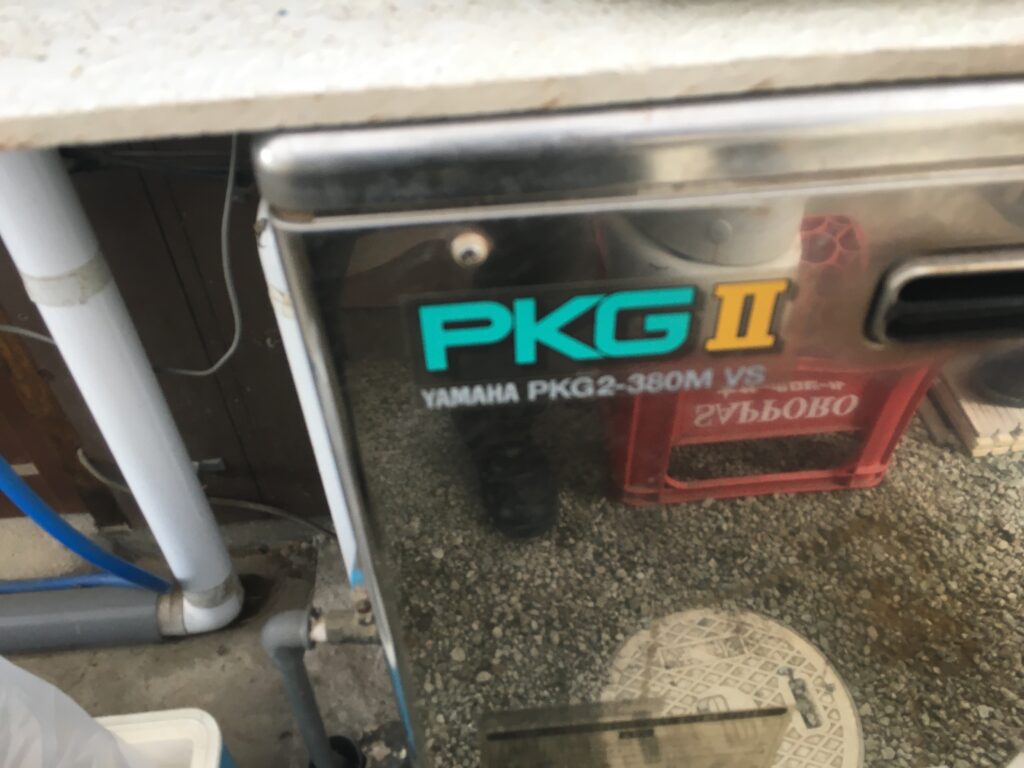 PKG II
YAMAHA PKG2-380M VS
SAPPORO